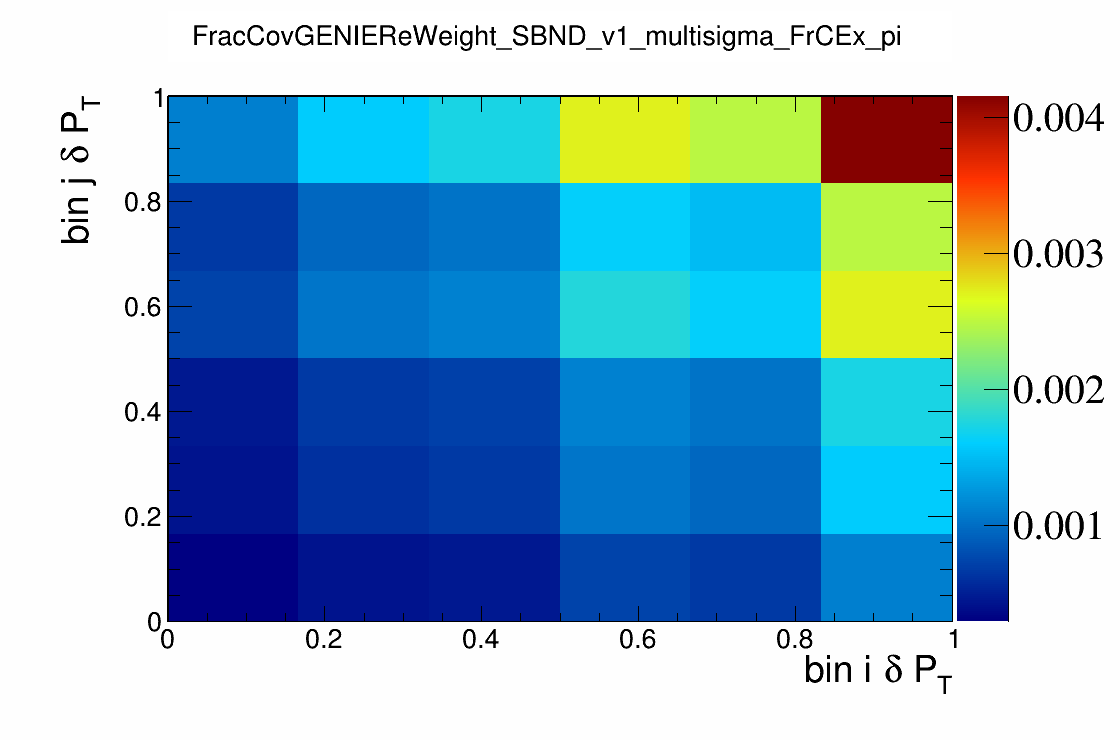 FracCovGENIEReWeight_SBND_v1_multisigma_FrCEx_pi
bin j δ P_T
1
0.8
0.6
0.4
0.2
0
0 0.2 0.4 0.6 0.8 1
bin i δ P_T
0.004
0.003
0.002
0.001